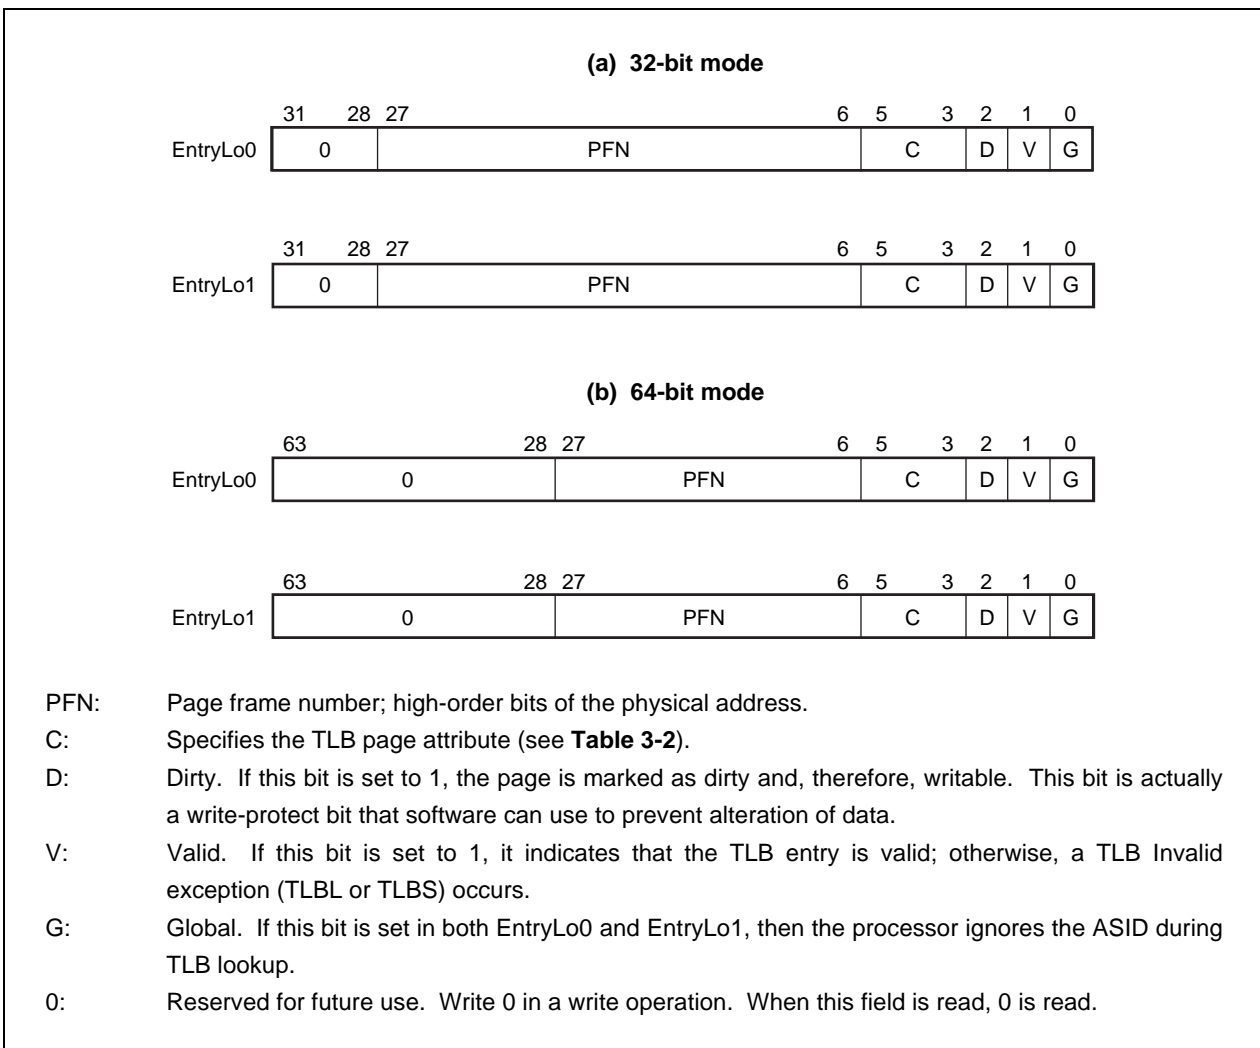 (a) 32-bit mode
31 28 27 6 5 3 2 1 0
EntryLo0 0 PFN C D V G
31 28 27 6 5 3 2 1 0
EntryLo1 0 PFN C D V G
(b) 64-bit mode
63 28 27 6 5 3 2 1 0
EntryLo0 0 PFN C D V G
63 28 27 6 5 3 2 1 0
EntryLo1 0 PFN C D V G
PFN: Page frame number; high-order bits of the physical address.
C: Specifies the TLB page attribute (see Table 3-2).
D: Dirty. If this bit is set to 1, the page is marked as dirty and, therefore, writable. This bit is actually
a write-protect bit that software can use to prevent alteration of data.
V: Valid. If this bit is set to 1, it indicates that the TLB entry is valid; otherwise, a TLB Invalid
exception (TLBL or TLBS) occurs.
G: Global. If this bit is set in both EntryLo0 and EntryLo1, then the processor ignores the ASID during
TLB lookup.
0: Reserved for future use. Write 0 in a write operation. When this field is read, 0 is read.